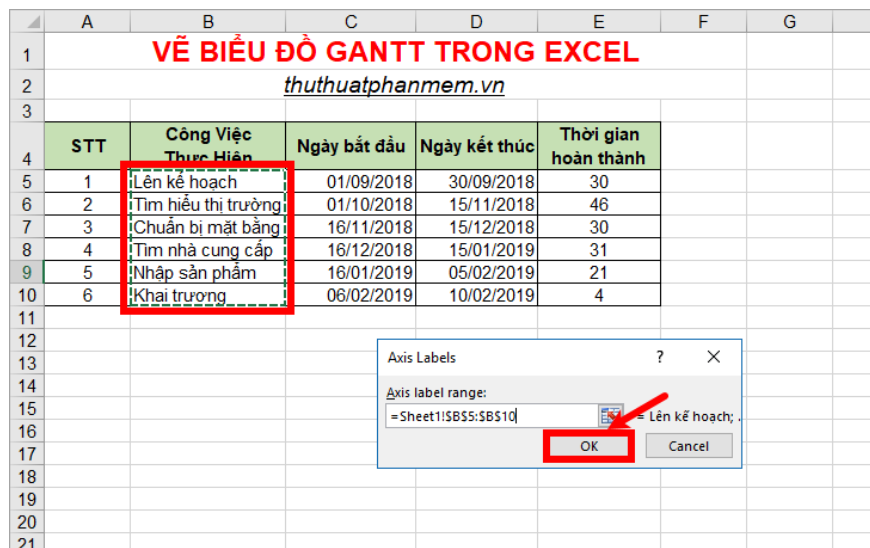 A B C D E F G
1 VẼ BIỂU ĐỒ GANTT TRONG EXCEL
2 thuthuatphanmem.vn
3
4 STT Công Việc Thực Hiện Ngày bắt đầu Ngày kết thúc Thời gian hoàn thành
5 1 Lên kế hoạch 01/09/2018 30/09/2018 30
6 2 Tìm hiểu thị trường 01/10/2018 15/11/2018 46
7 3 Chuẩn bị mặt bằng 16/11/2018 15/12/2018 30
8 4 Tìm nhà cung cấp 16/12/2018 15/01/2019 31
9 5 Nhập sản phẩm 16/01/2019 05/02/2019 21
10 6 Khai trương 06/02/2019 10/02/2019 4
11
12
13 Axis Labels ? X
14 Axis label range:
15 =Sheet1!$B$5:$B$10 = Lên kế hoạch; .
16
17 OK Cancel
18
19
20
21